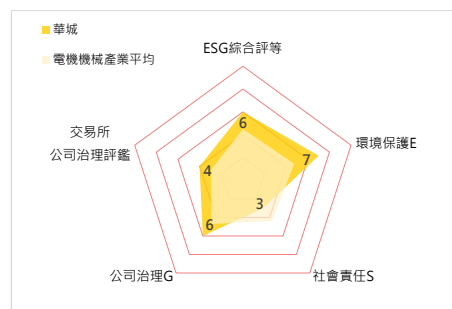 華城
電機機械產業平均
ESG綜合評等
6
環境保護E
7
交易所
公司治理評鑑
4
3
6
公司治理G
社會責任S